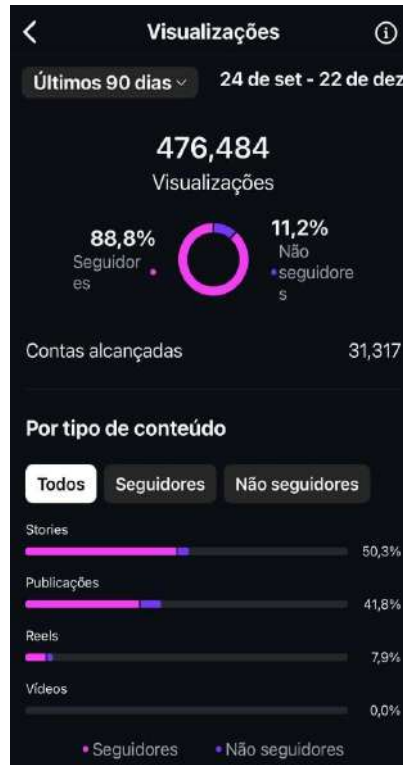 Visualizações
Últimos 90 dias
24 de set - 22 de dez
476,484
Visualizações
88,8%
Seguidor
es
11,2%
Não
seguidore
s
Contas alcançadas
31,317
Por tipo de conteúdo
Todos
Seguidores
Não seguidores
Stories
50,3%
Publicações
41,8%
Reels
7,9%
Vídeos
0,0%
Seguidores
Não seguidores